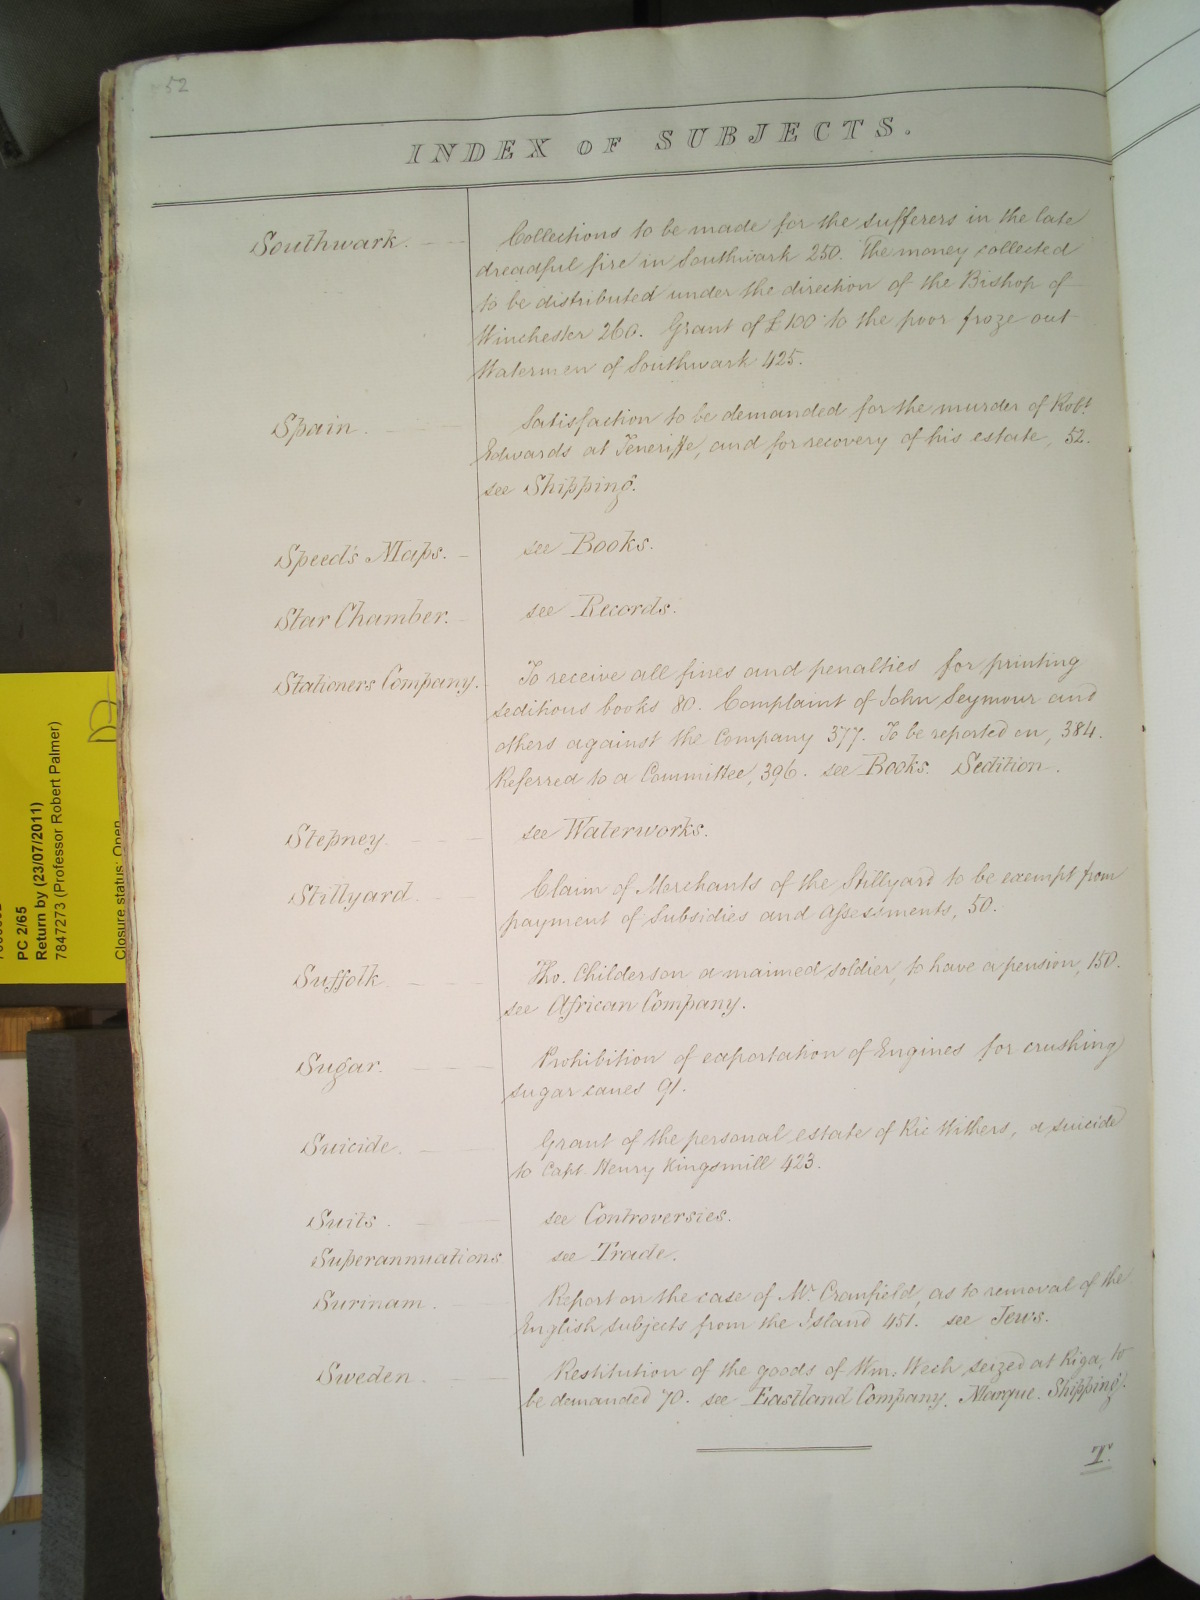 52
INDEX OF SUBJECTS.
Southwark. Collections to be made for the sufferers in the late
dreadful fire in Southwark 250. The money collected
to be distributed under the direction of the Bishop of
Winchester 260. Grant of £100 to the poor froze out
Watermen of Southwark 425.
Spain. Satisfaction to be demanded for the murder of Robt.
Edwards at Teneriffe, and for recovery of his estate, 52.
see Shipping.
Speed's Maps. see Books.
Star Chamber. see Records.
Stationers Company. To receive all fines and penalties for printing
seditious books 80. Complaint of John Seymour and
others against the Company 377. To be reported on, 384.
Referred to a Committee, 396. see Books. Sedition.
Stepney. see Waterworks.
Stillyard. Claim of Merchants of the Stillyard to be exempt from
payment of Subsidies and Assessments, 50.
Suffolk. Tho. Childerson a maimed soldier, to have a pension, 150.
see African Company.
Sugar. Prohibition of exportation of Engines for crushing
sugar canes 91.
Suicide. Grant of the personal estate of Ric Withers, a suicide
to Capt Henry Kingsmill 423.
Suits. see Controversies.
Superannuations see Trade.
Surinam. Report on the case of Mr. Cranfield, as to removal of the
English subjects from the Island 451. see Jews.
Sweden. Restitution of the goods of Wm. Wech seized at Riga, to
be demanded 70. see Eastland Company. Marque. Shipping.
T.
PC 2/65
Return by (23/07/2011)
7847273 (Professor Robert Palmer)
Closure status: Open